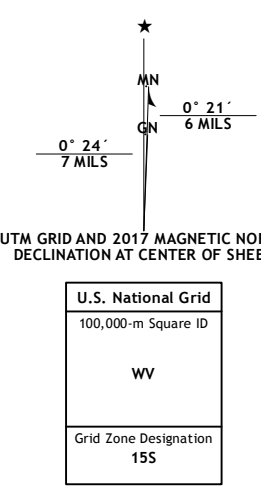 ★
MN
0° 21´
GN
6 MILS
0° 24´
7 MILS
UTM GRID AND 2017 MAGNETIC NO
DECLINATION AT CENTER OF SHEE
U.S. National Grid
100,000-m Square ID
WV
Grid Zone Designation
15S